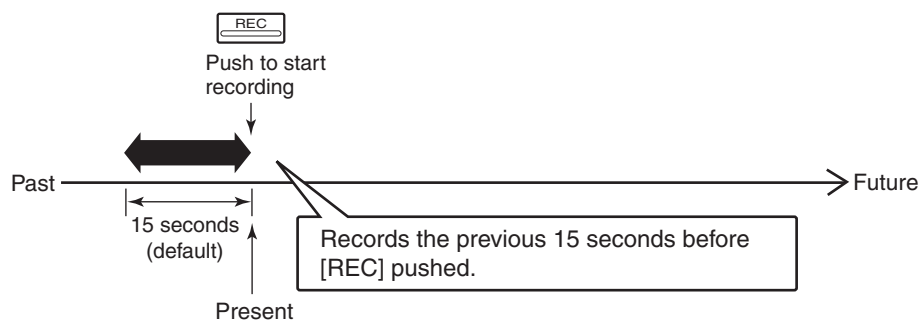 REC
Push to start
recording
Past
Future
15 seconds
(default)
Records the previous 15 seconds before
[REC] pushed.
Present